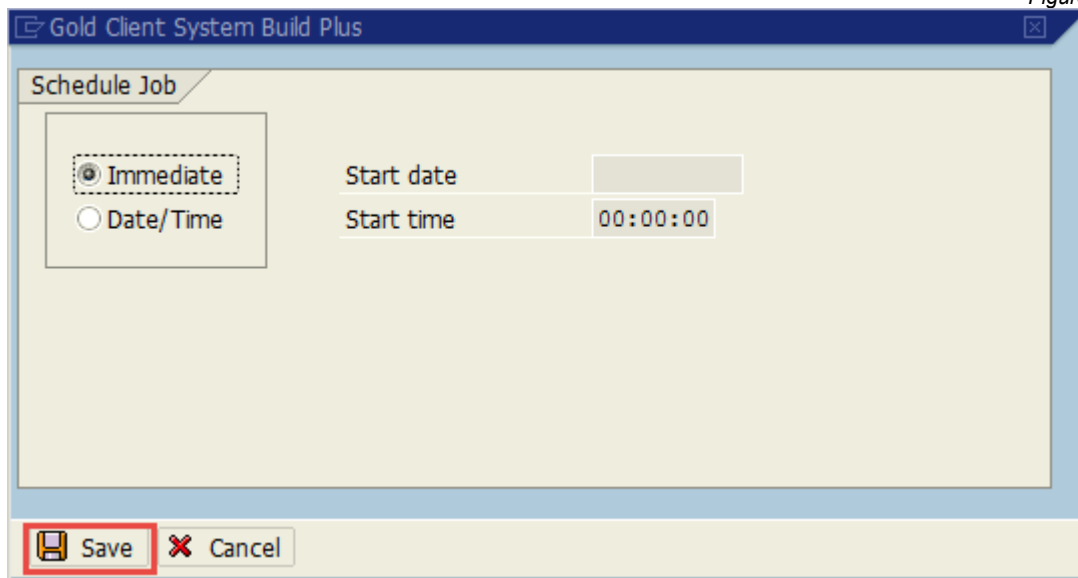 Figur
Gold Client System Build Plus
Schedule Job
Immediate Start date
Date/Time Start time 00:00:00
Save Cancel